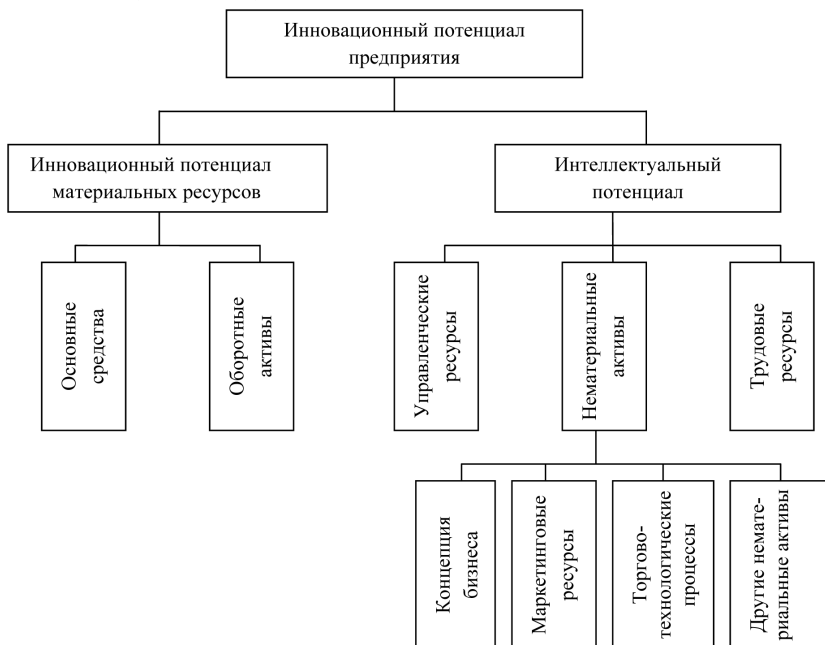 Инновационный потенциал
предприятия
Инновационный потенциал
материальных ресурсов
Интеллектуальный
потенциал
Основные
средства
Оборотные
активы
Управленческие
ресурсы
Нематериальные
активы
Трудовые
ресурсы
Концепция
бизнеса
Маркетинговые
ресурсы
Торгово-
технологические
процессы
Другие немате-
риальные активы